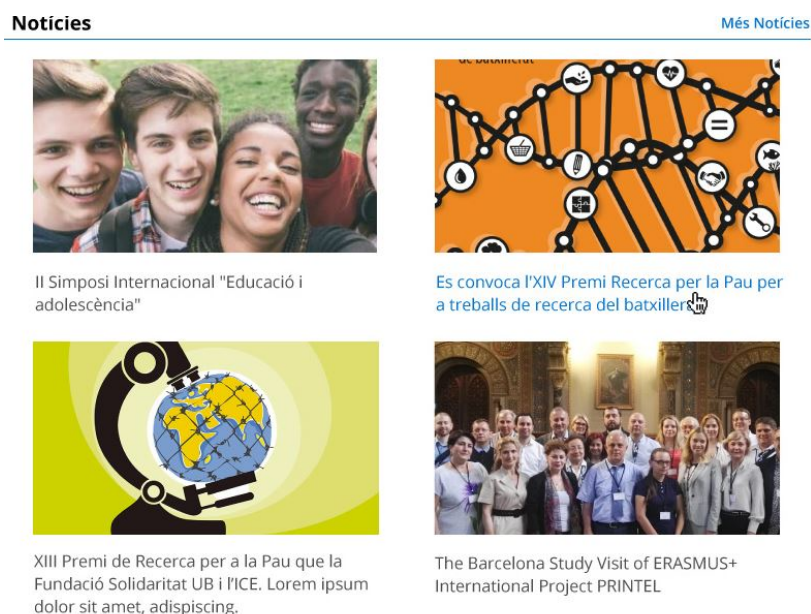 Notícies
Més Notícies
de batxillerat
II Simposi Internacional "Educació i
adolescència"
Es convoca l'XIV Premi Recerca per la Pau per
a treballs de recerca del batxillerat
XIII Premi de Recerca per a la Pau que la
Fundació Solidaritat UB i l'ICE. Lorem ipsum
dolor sit amet, adispiscing.
The Barcelona Study Visit of ERASMUS+
International Project PRINTEL